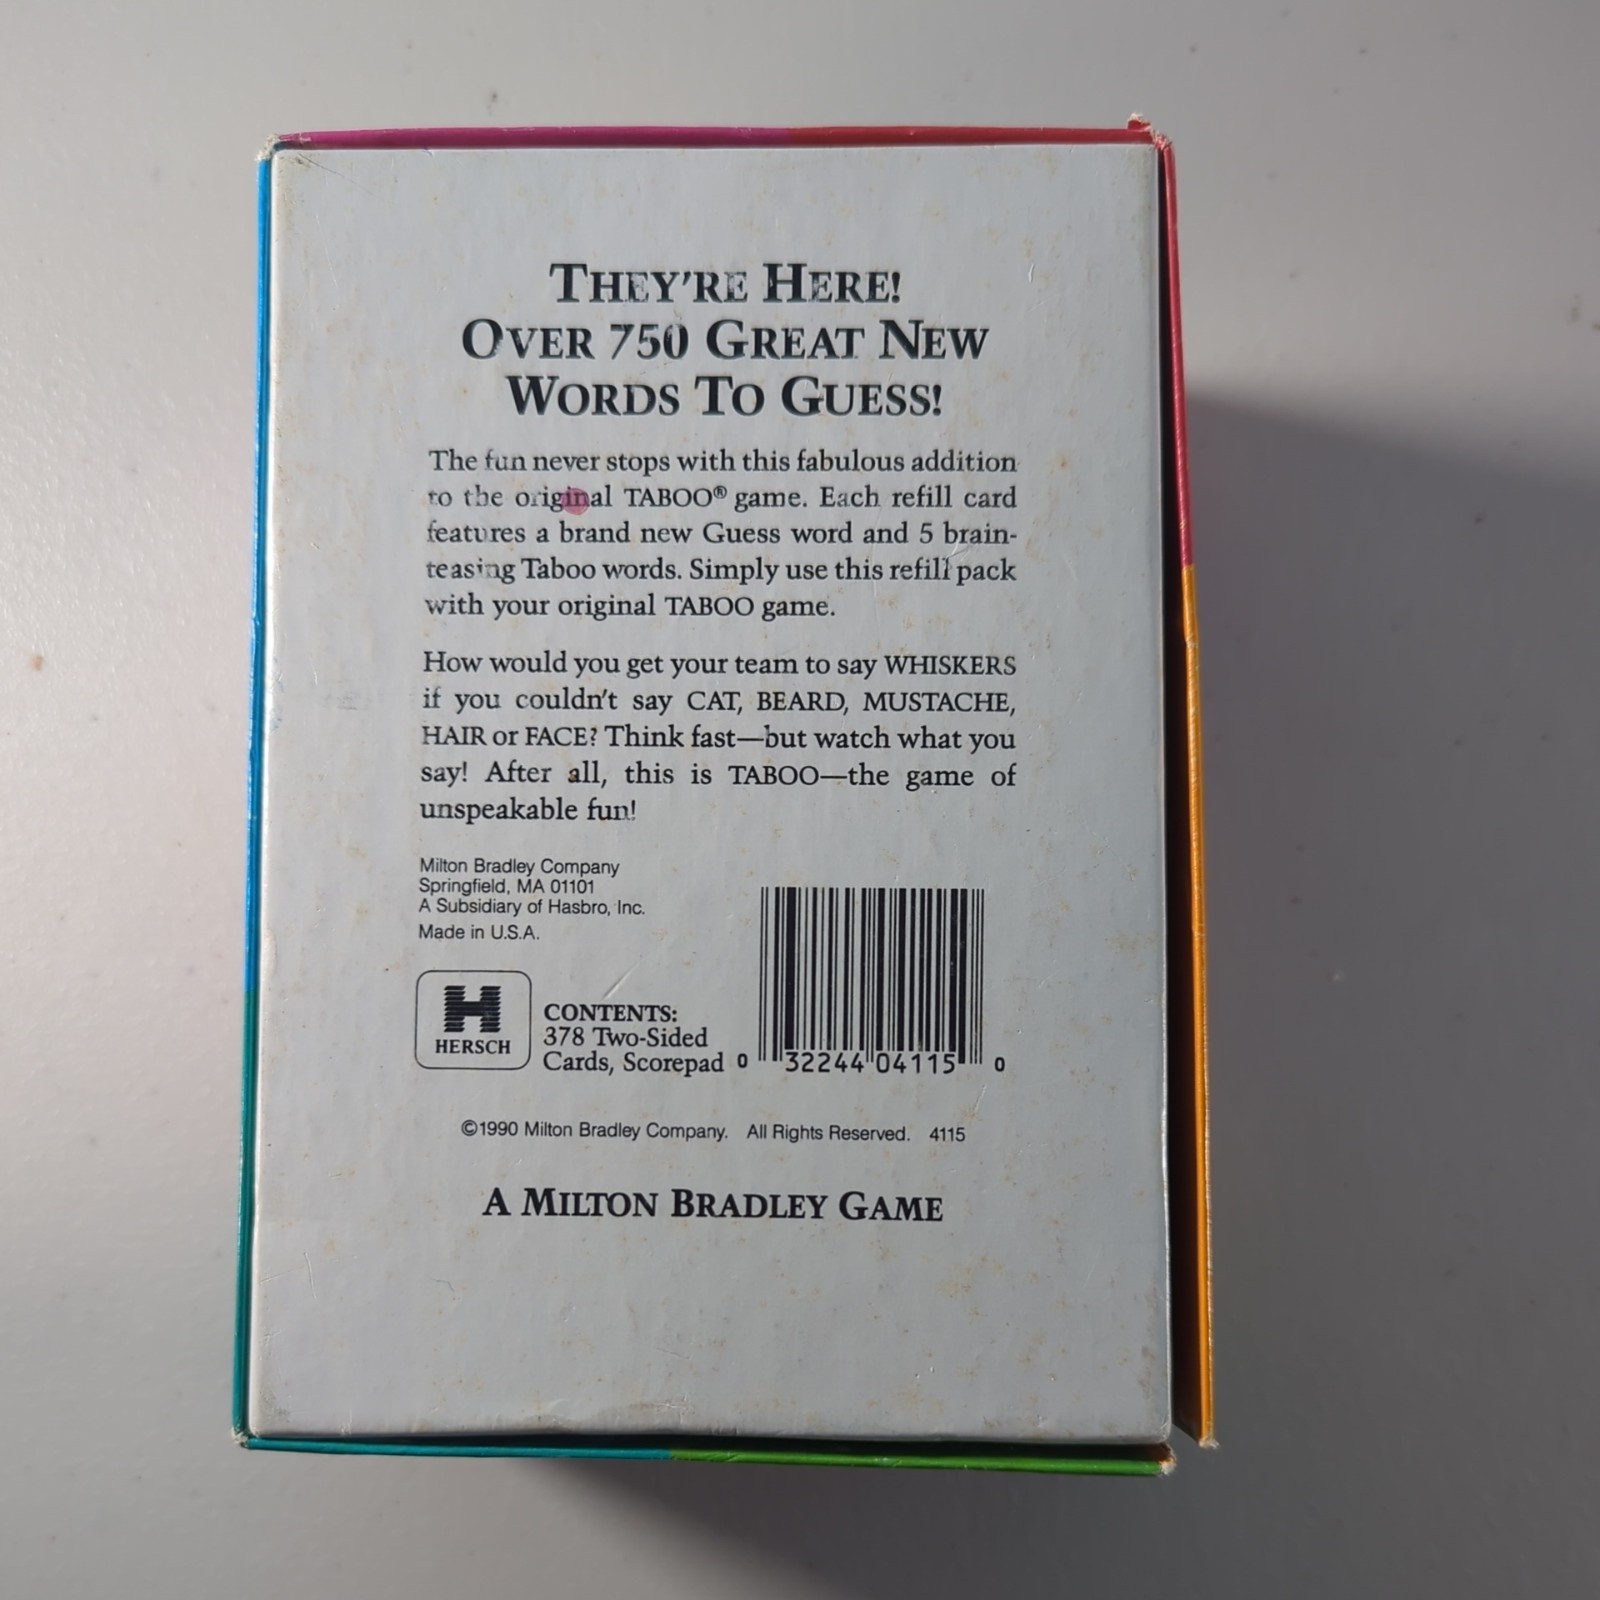 THEY'RE HERE!
OVER 750 GREAT NEW
WORDS TO GUESS!
The fun never stops with this fabulous addition
to the original TABOO® game. Each refill card
features a brand new Guess word and 5 brain-
teasing Taboo words. Simply use this refill pack
with your original TABOO game.
How would you get your team to say WHISKERS
if you couldn't say CAT, BEARD, MUSTACHE,
HAIR or FACE? Think fast—but watch what you
say! After all, this is TABOO—the game of
unspeakable fun!
Milton Bradley Company
Springfield, MA 01101
A Subsidiary of Hasbro, Inc.
Made in U.S.A.
H
HERSCH
CONTENTS:
378 Two-Sided
Cards, Scorepad
0 32244 04115 0
©1990 Milton Bradley Company. All Rights Reserved. 4115
A MILTON BRADLEY GAME